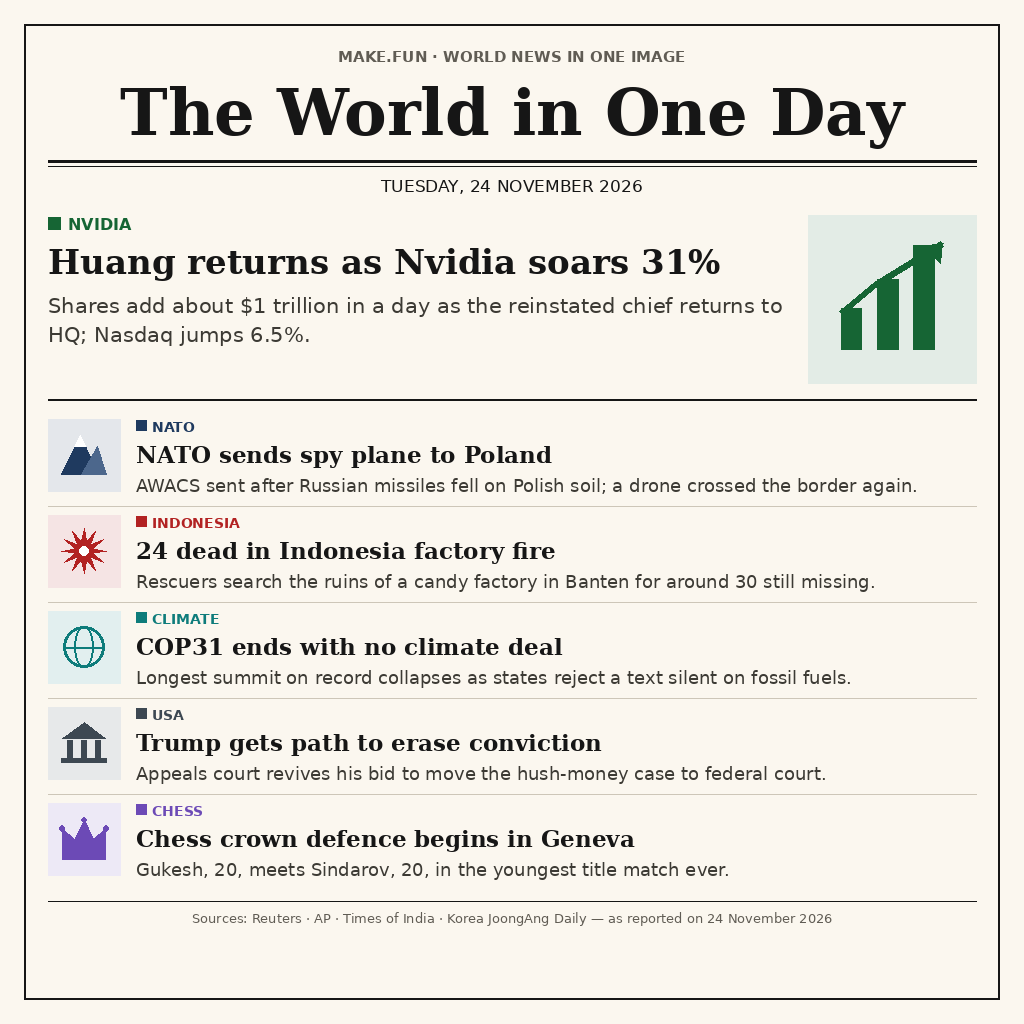 MAKE.FUN · WORLD NEWS IN ONE IMAGE
The World in One Day
TUESDAY, 24 NOVEMBER 2026
NVIDIA
Huang returns as Nvidia soars 31%
Shares add about $1 trillion in a day as the reinstated chief returns to
HQ; Nasdaq jumps 6.5%.
NATO
NATO sends spy plane to Poland
AWACS sent after Russian missiles fell on Polish soil; a drone crossed the border again.
INDONESIA
24 dead in Indonesia factory fire
Rescuers search the ruins of a candy factory in Banten for around 30 still missing.
CLIMATE
COP31 ends with no climate deal
Longest summit on record collapses as states reject a text silent on fossil fuels.
USA
Trump gets path to erase conviction
Appeals court revives his bid to move the hush-money case to federal court.
CHESS
Chess crown defence begins in Geneva
Gukesh, 20, meets Sindarov, 20, in the youngest title match ever.
Sources: Reuters · AP · Times of India · Korea JoongAng Daily — as reported on 24 November 2026